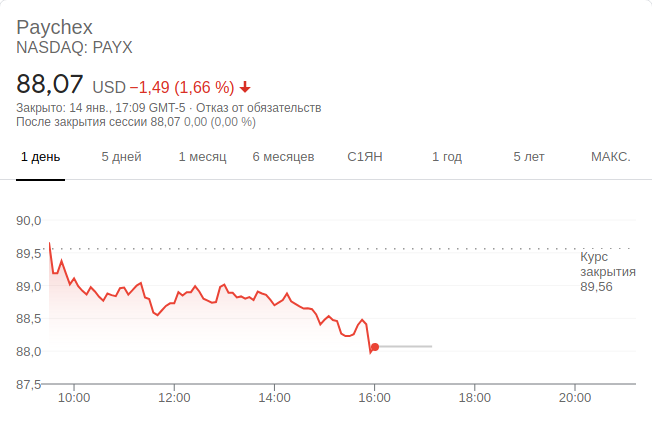 Paychex
NASDAQ: PAYX
88,07 USD −1,49 (1,66 %)
Закрыто: 14 янв., 17:09 GMT-5 · Отказ от обязательств
После закрытия сессии 88,07 0,00 (0,00 %)
1 день 5 дней 1 месяц 6 месяцев С1ЯН 1 год 5 лет МАКС.
90,0
89,5
Курс
закрытия
89,56
89,0
88,5
88,0
87,5
10:00 12:00 14:00 16:00 18:00 20:00